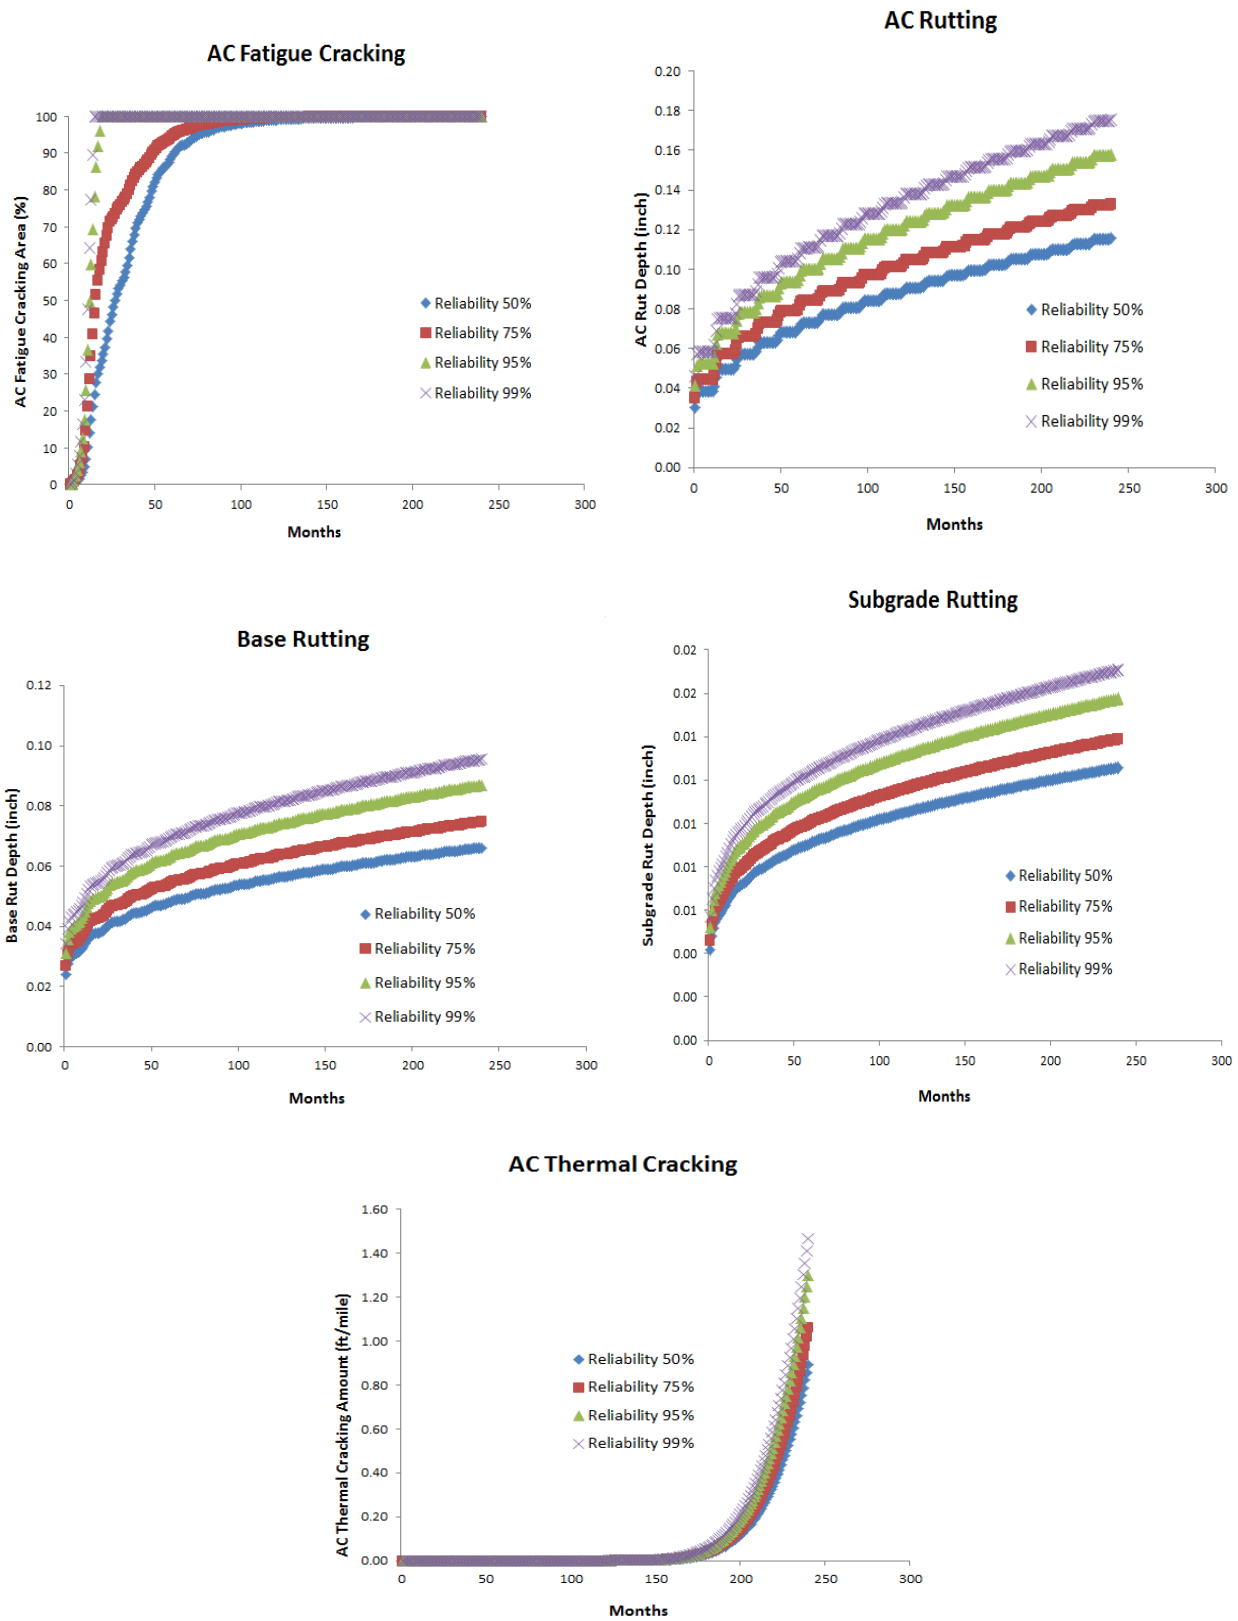 AC Fatigue Cracking
AC Fatigue Cracking Area (%)
100
90
80
70
60
50
40
30
20
10
0
0 50 100 150 200 250 300
Months
Reliability 50%
Reliability 75%
Reliability 95%
Reliability 99%
AC Rutting
AC Rut Depth (inch)
0.20
0.18
0.16
0.14
0.12
0.10
0.08
0.06
0.04
0.02
0.00
0 50 100 150 200 250 300
Months
Reliability 50%
Reliability 75%
Reliability 95%
Reliability 99%
Base Rutting
Base Rut Depth (inch)
0.12
0.10
0.08
0.06
0.04
0.02
0.00
0 50 100 150 200 250 300
Months
Reliability 50%
Reliability 75%
Reliability 95%
Reliability 99%
Subgrade Rutting
Subgrade Rut Depth (inch)
0.02
0.02
0.01
0.01
0.01
0.01
0.01
0.00
0.00
0.00
0 50 100 150 200 250 300
Months
Reliability 50%
Reliability 75%
Reliability 95%
Reliability 99%
AC Thermal Cracking
AC Thermal Cracking Amount (ft/mile)
1.60
1.40
1.20
1.00
0.80
0.60
0.40
0.20
0.00
0 50 100 150 200 250 300
Months
Reliability 50%
Reliability 75%
Reliability 95%
Reliability 99%